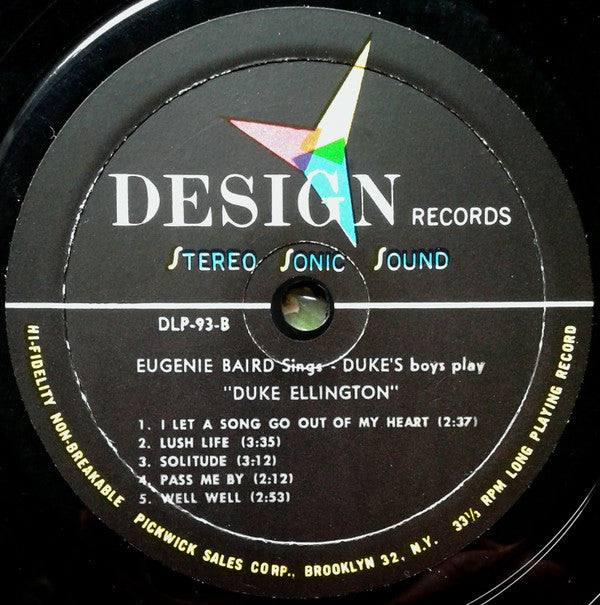 DESIGN RECORDS
STEREO SONIC SOUND
DLP-93-B
EUGENIE BAIRD Sings - DUKE'S boys play
"DUKE ELLINGTON"
1. I LET A SONG GO OUT OF MY HEART (2:37)
2. LUSH LIFE (3:35)
3. SOLITUDE (3:12)
4. PASS ME BY (2:12)
5. WELL WELL (2:53)
HI-FIDELITY NON-BREAKABLE PICKWICK SALES CORP., BROOKLYN 32, N.Y. 33⅓ RPM LONG PLAYING RECORD